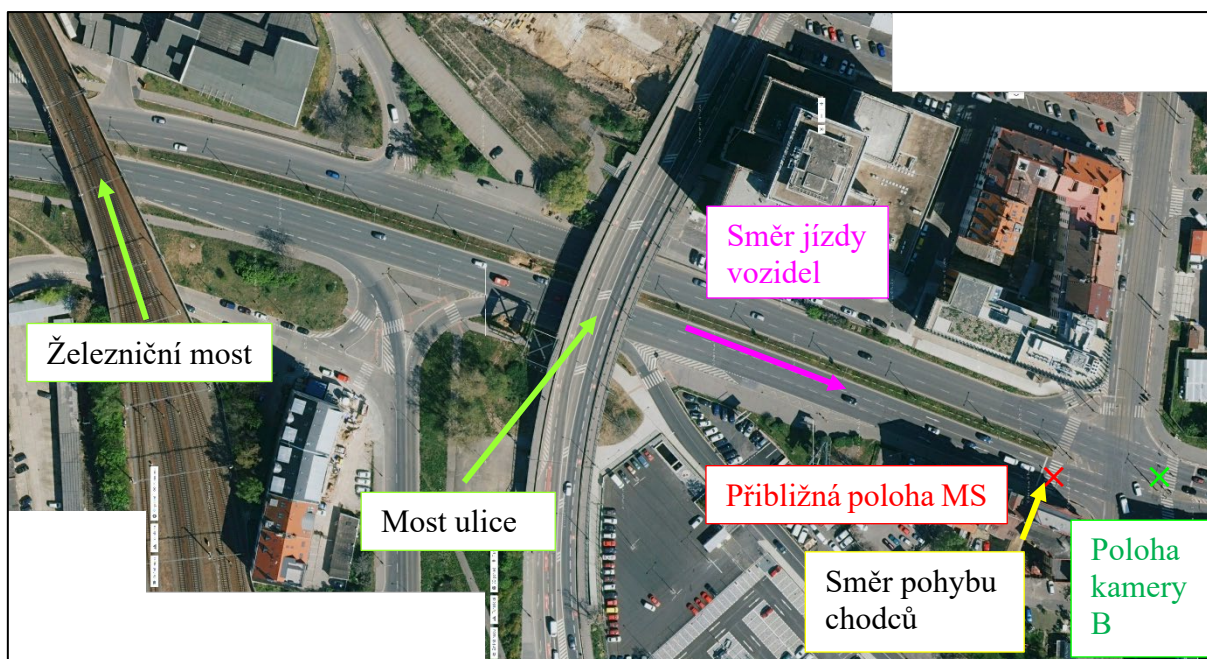 Směr jízdy
vozidel
Železniční most
Most ulice
Přibližná poloha MS
Směr pohybu
chodců
Poloha
kamery
B